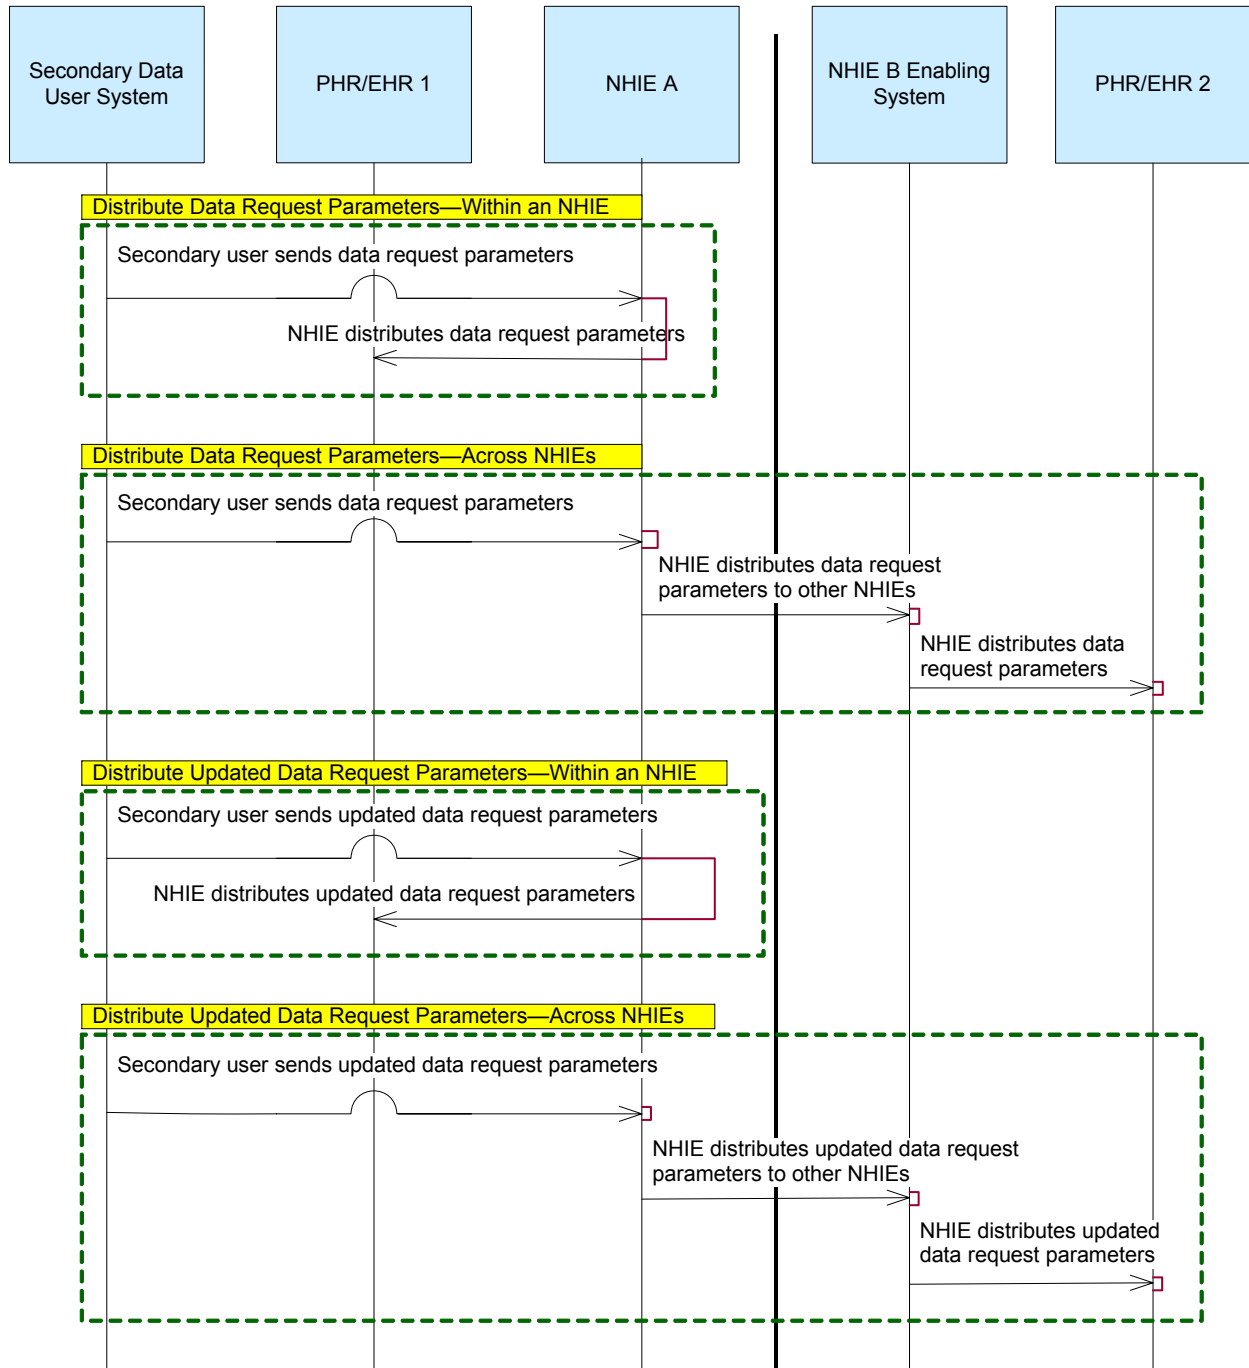 Secondary Data
User System
PHR/EHR 1
NHIE A
NHIE B Enabling
System
PHR/EHR 2
Distribute Data Request Parameters—Within an NHIE
Secondary user sends data request parameters
NHIE distributes data request parameters
Distribute Data Request Parameters—Across NHIEs
Secondary user sends data request parameters
NHIE distributes data request
parameters to other NHIEs
NHIE distributes data
request parameters
Distribute Updated Data Request Parameters—Within an NHIE
Secondary user sends updated data request parameters
NHIE distributes updated data request parameters
Distribute Updated Data Request Parameters—Across NHIEs
Secondary user sends updated data request parameters
NHIE distributes updated data request
parameters to other NHIEs
NHIE distributes updated
data request parameters